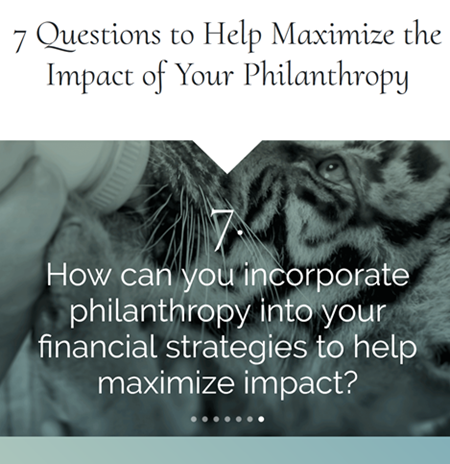 7 Questions to Help Maximize the
Impact of Your Philanthropy
7.
How can you incorporate
philanthropy into your
financial strategies to help
maximize impact?